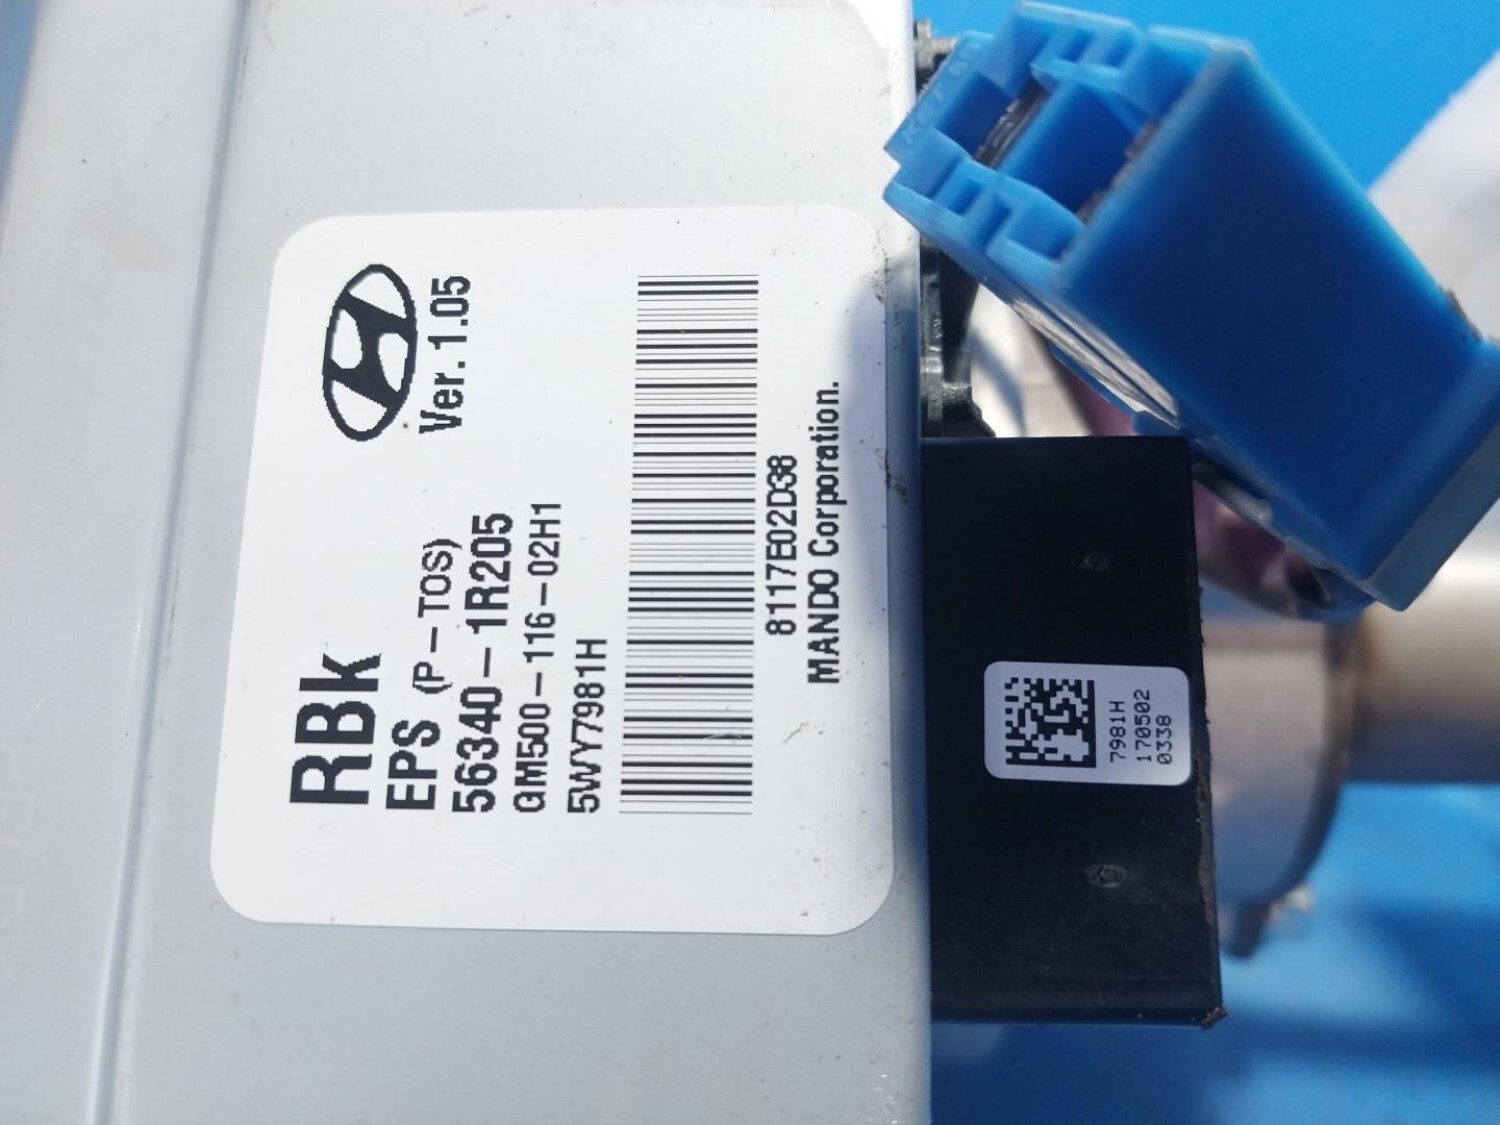 RBk
EPS (P-TOS)
Ver. 1.05
56340-1R205
GM500-116-02H1
5WY7981H
8117E02D38
MANDO Corporation.
7981H
170502
0338